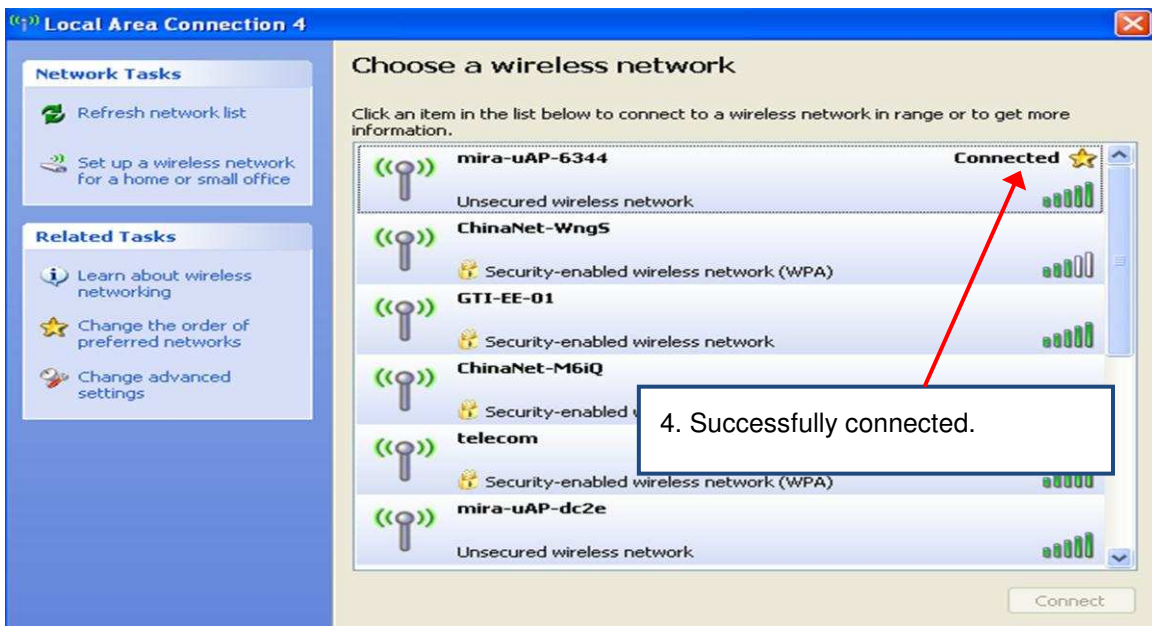 Local Area Connection 4
Network Tasks
Refresh network list
Set up a wireless network
for a home or small office
Related Tasks
Learn about wireless
networking
Change the order of
preferred networks
Change advanced
settings
Choose a wireless network
Click an item in the list below to connect to a wireless network in range or to get more
information.
mira-uAP-6344
Connected
Unsecured wireless network
ChinaNet-WngS
Security-enabled wireless network (WPA)
GTI-EE-01
Security-enabled wireless network
ChinaNet-M6iQ
Security-enabled
4. Successfully connected.
telecom
Security-enabled wireless network (WPA)
mira-uAP-dc2e
Unsecured wireless network
Connect